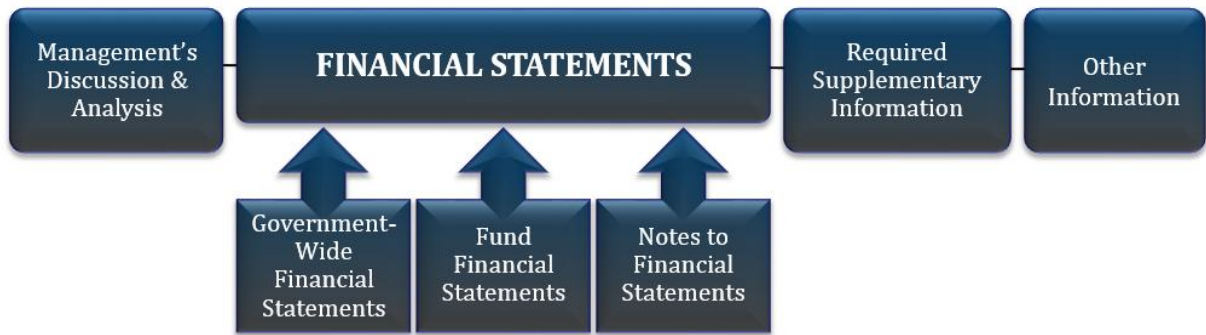 Management's
Discussion &
Analysis
FINANCIAL STATEMENTS
Required
Supplementary
Information
Other
Information
Government-
Wide
Financial
Statements
Fund
Financial
Statements
Notes to
Financial
Statements